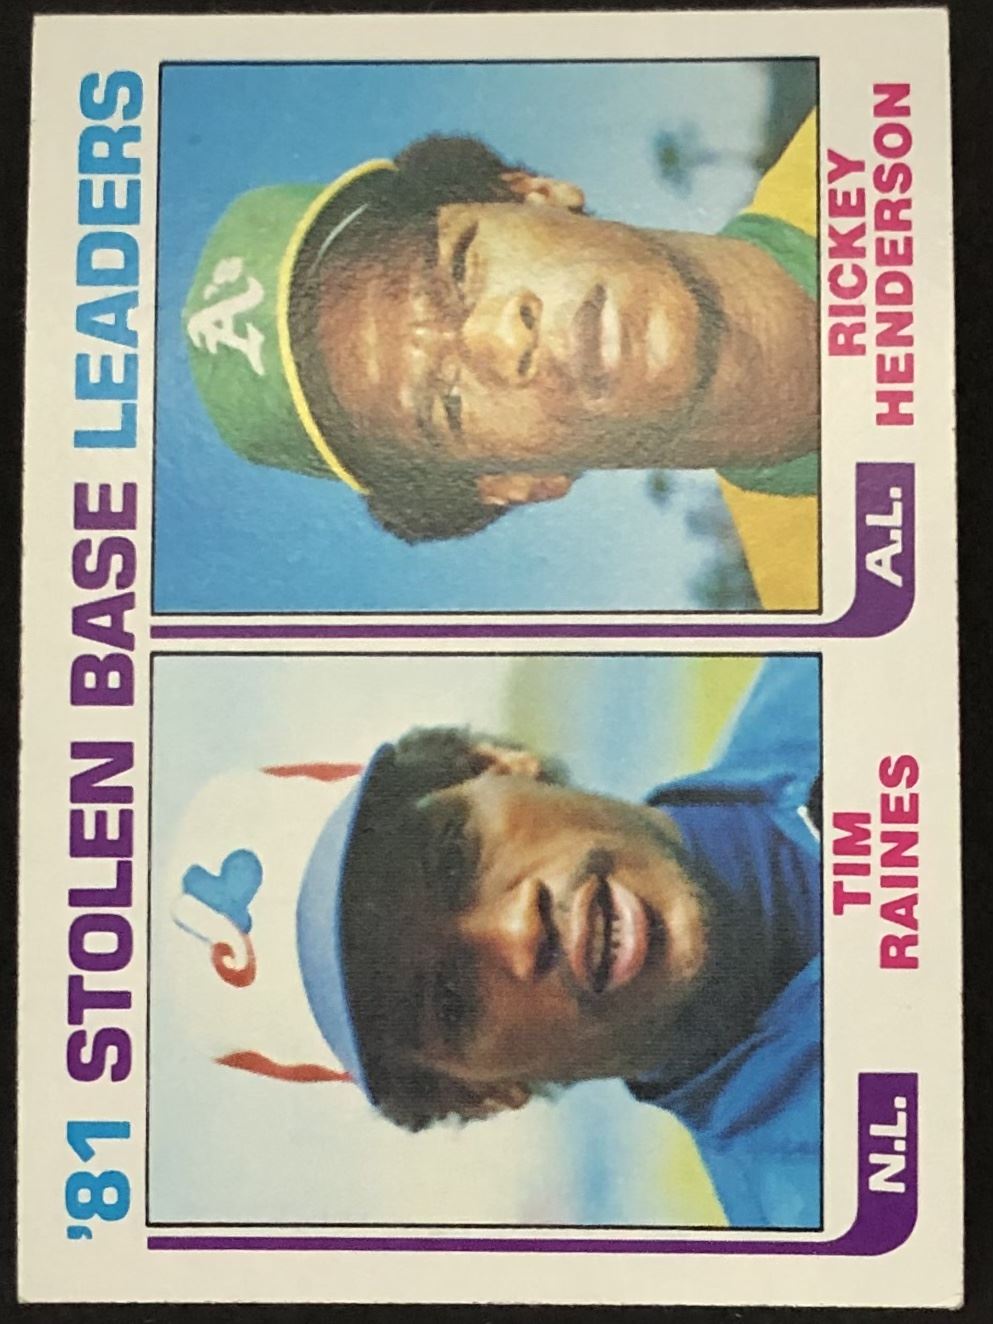 '81 STOLEN BASE LEADERS
A's
N.L.
TIM
RAINES
A.L.
RICKEY
HENDERSON